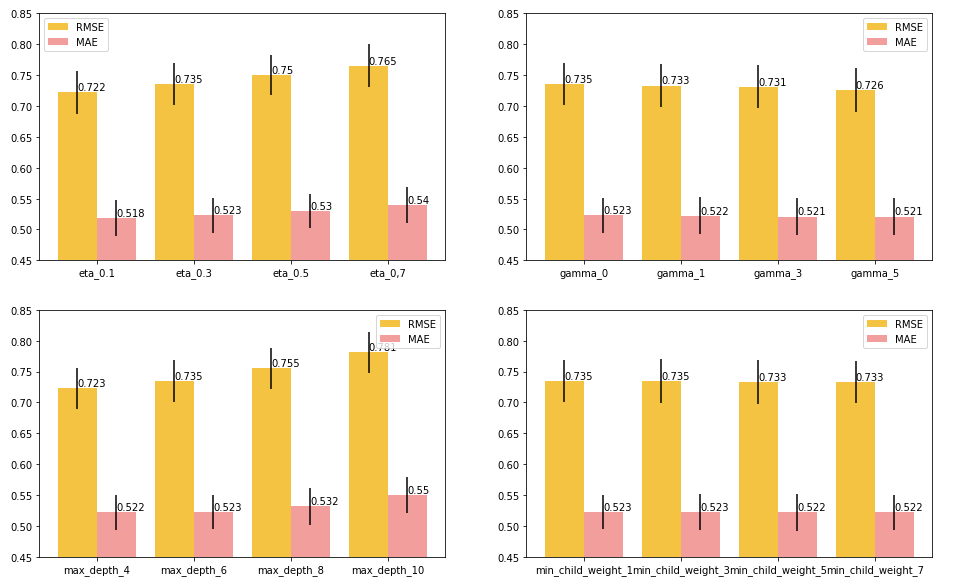 0.85
0.80
0.75
0.70
0.65
0.60
0.55
0.50
0.45
RMSE
MAE
0.722
0.735
0.75
0.765
0.518
0.523
0.53
0.54
eta_0.1
eta_0.3
eta_0.5
eta_0,7
0.85
0.80
0.75
0.70
0.65
0.60
0.55
0.50
0.45
RMSE
MAE
0.735
0.733
0.731
0.726
0.523
0.522
0.521
0.521
gamma_0
gamma_1
gamma_3
gamma_5
0.85
0.80
0.75
0.70
0.65
0.60
0.55
0.50
0.45
RMSE
MAE
0.723
0.735
0.755
0.781
0.522
0.523
0.532
0.55
max_depth_4
max_depth_6
max_depth_8
max_depth_10
0.85
0.80
0.75
0.70
0.65
0.60
0.55
0.50
0.45
RMSE
MAE
0.735
0.735
0.733
0.733
0.523
0.523
0.522
0.522
min_child_weight_1
min_child_weight_3
min_child_weight_5
min_child_weight_7